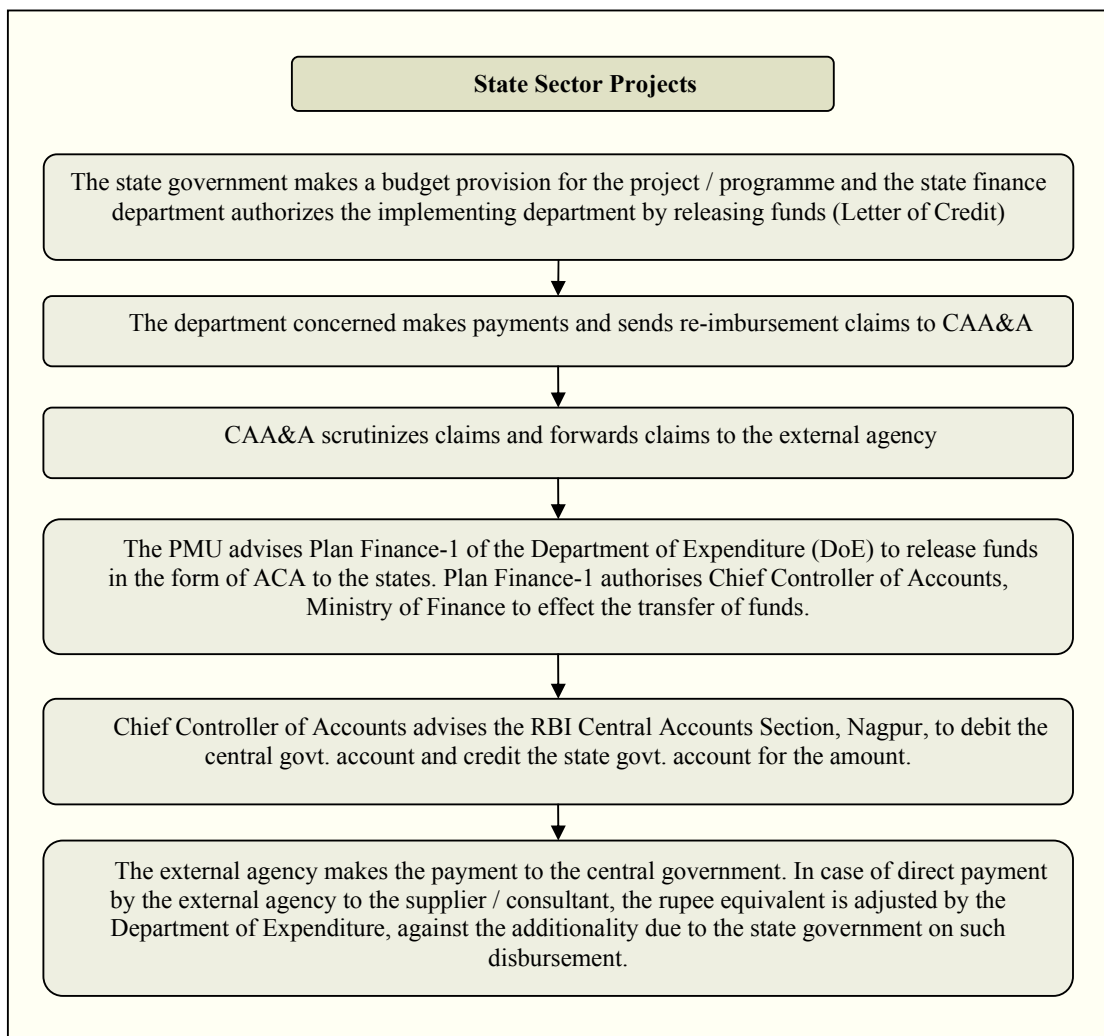 State Sector Projects
The state government makes a budget provision for the project / programme and the state finance
department authorizes the implementing department by releasing funds (Letter of Credit)
The department concerned makes payments and sends re-imbursement claims to CAA&A
CAA&A scrutinizes claims and forwards claims to the external agency
The PMU advises Plan Finance-1 of the Department of Expenditure (DoE) to release funds
in the form of ACA to the states. Plan Finance-1 authorises Chief Controller of Accounts,
Ministry of Finance to effect the transfer of funds.
Chief Controller of Accounts advises the RBI Central Accounts Section, Nagpur, to debit the
central govt. account and credit the state govt. account for the amount.
The external agency makes the payment to the central government. In case of direct payment
by the external agency to the supplier / consultant, the rupee equivalent is adjusted by the
Department of Expenditure, against the additionality due to the state government on such
disbursement.